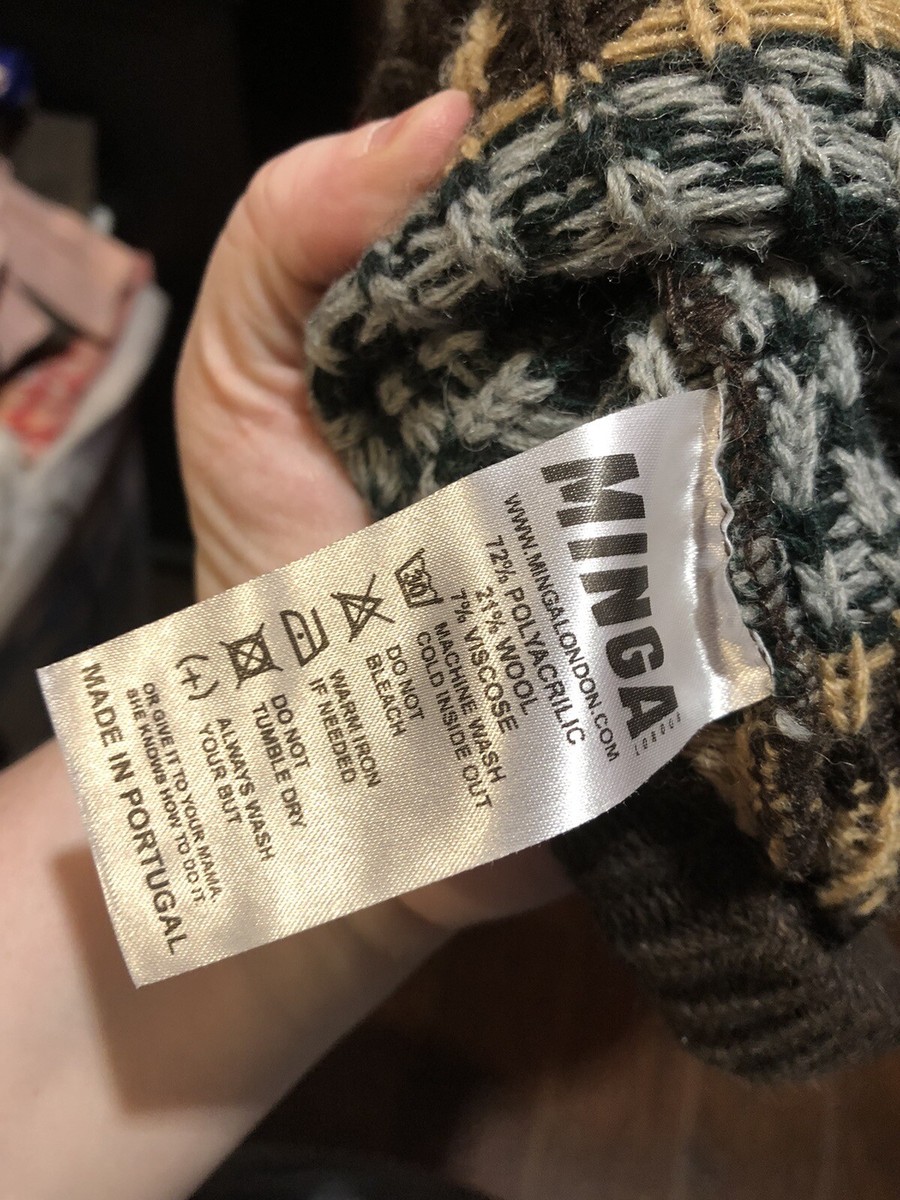 MINGA
LONDON
WWW.MINGALONDON.COM
72% POLYACRILIC
21% WOOL
7% VISCOSE
30
MACHINE WASH
COLD INSIDE OUT
DO NOT
BLEACH
WARM IRON
IF NEEDED
DO NOT
TUMBLE DRY
(+)
ALWAYS WASH
YOUR BUT
OR GIVE IT TO YOUR MAMA,
SHE KNOWS HOW TO DO IT
MADE IN PORTUGAL